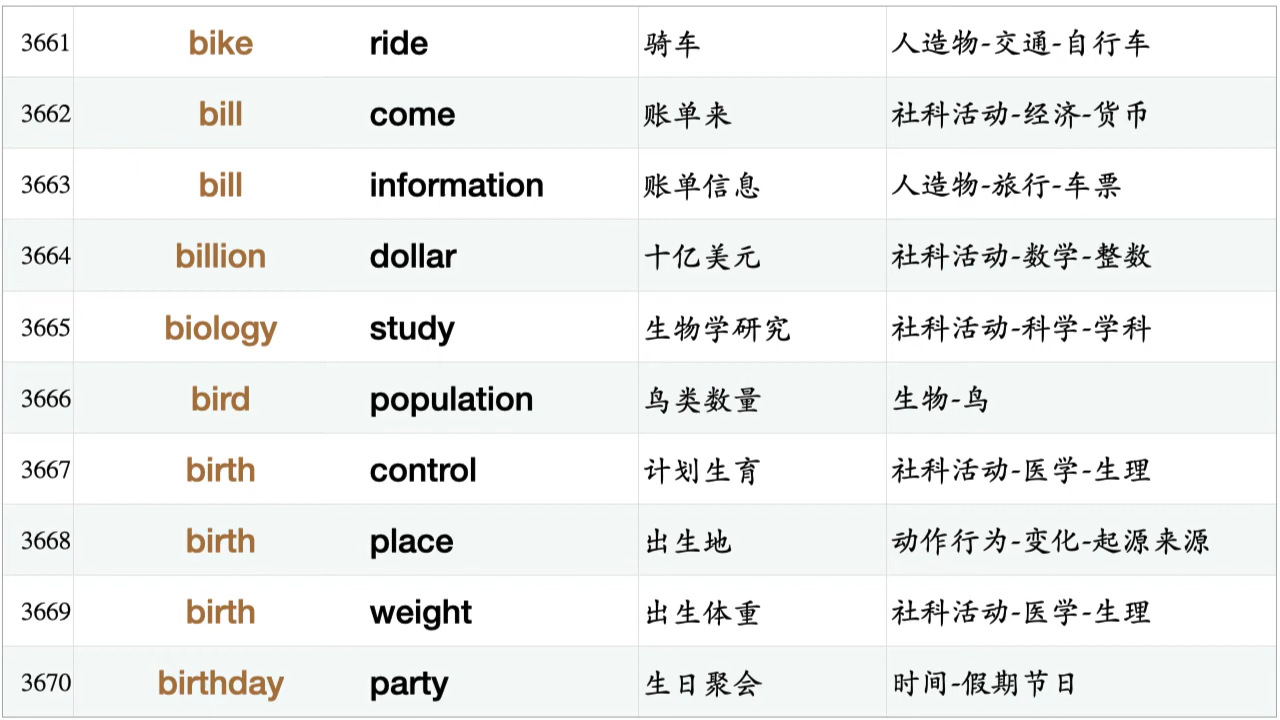 3661 bike ride 骑车 人造物-交通-自行车
3662 bill come 账单来 社科活动-经济-货币
3663 bill information 账单信息 人造物-旅行-车票
3664 billion dollar 十亿美元 社科活动-数学-整数
3665 biology study 生物学研究 社科活动-科学-学科
3666 bird population 鸟类数量 生物-鸟
3667 birth control 计划生育 社科活动-医学-生理
3668 birth place 出生地 动作行为-变化-起源来源
3669 birth weight 出生体重 社科活动-医学-生理
3670 birthday party 生日聚会 时间-假期节日